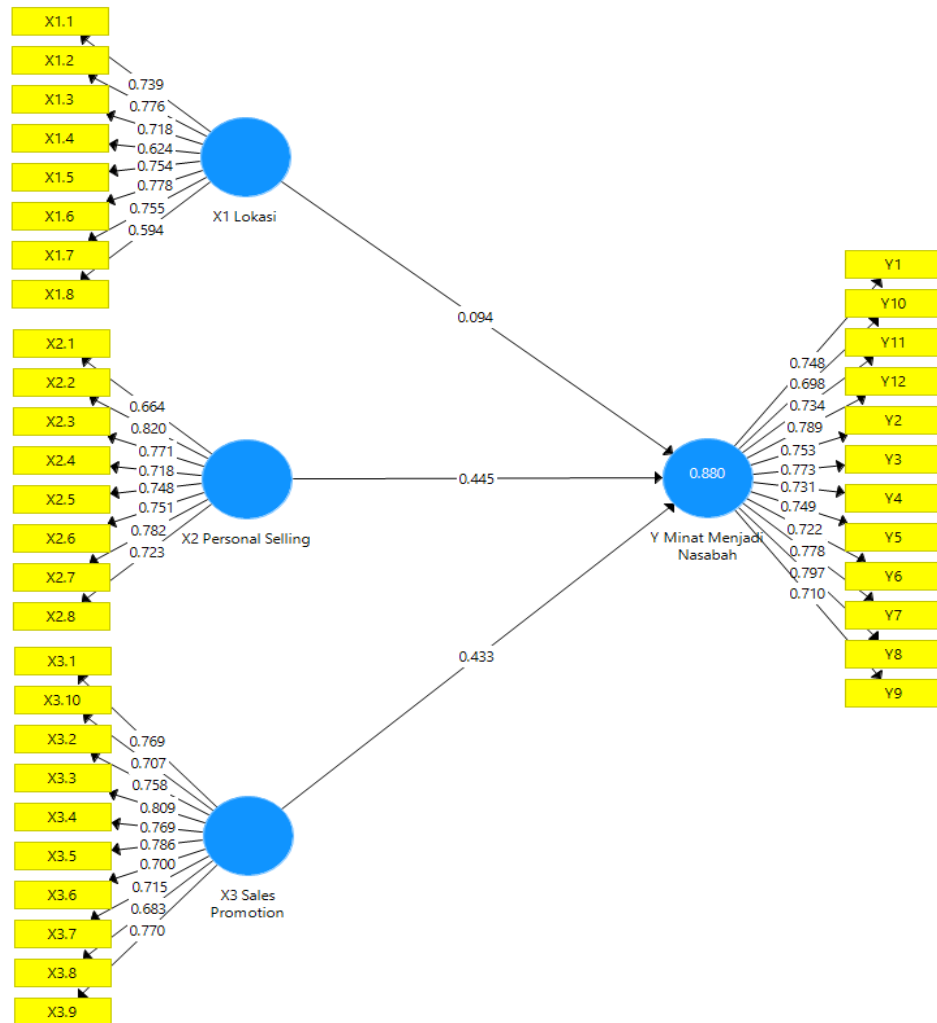 X1.1
X1.2
X1.3
X1.4
X1.5
X1.6
X1.7
X1.8
0.739
0.776
0.718
0.624
0.754
0.778
0.755
0.594
X1 Lokasi
0.094
X2.1
X2.2
X2.3
X2.4
X2.5
X2.6
X2.7
X2.8
0.664
0.820
0.771
0.718
0.748
0.751
0.782
0.723
X2 Personal Selling
0.445
X3.1
X3.10
X3.2
X3.3
X3.4
X3.5
X3.6
X3.7
X3.8
X3.9
0.769
0.707
0.758
0.809
0.769
0.786
0.700
0.715
0.683
0.770
X3 Sales
Promotion
0.433
0.880
Y Minat Menjadi
Nasabah
0.748
0.698
0.734
0.789
0.753
0.773
0.731
0.749
0.722
0.778
0.797
0.710
Y1
Y10
Y11
Y12
Y2
Y3
Y4
Y5
Y6
Y7
Y8
Y9